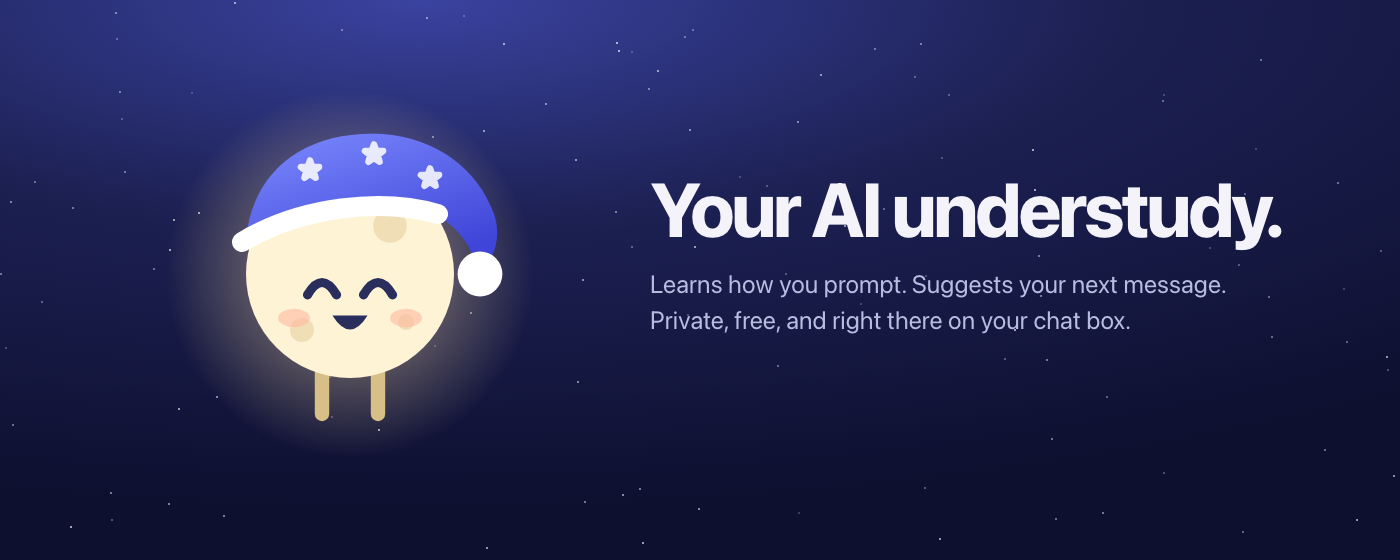 Your AI understudy.
Learns how you prompt. Suggests your next message.
Private, free, and right there on your chat box.